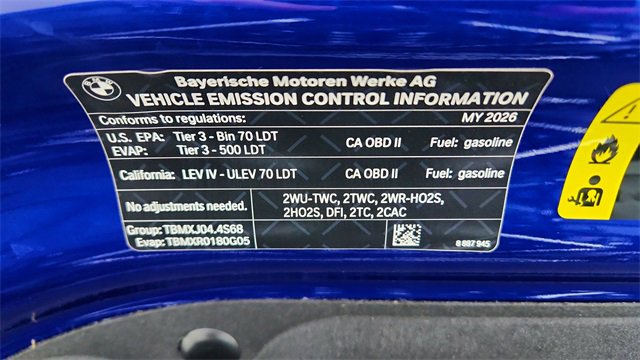 BMW
Bayerische Motoren Werke AG
VEHICLE EMISSION CONTROL INFORMATION
Conforms to regulations: MY 2026
U.S. EPA: Tier 3 - Bin 70 LDT CA OBD II Fuel: gasoline
EVAP: Tier 3 - 500 LDT
California: LEV IV - ULEV 70 LDT CA OBD II Fuel: gasoline
No adjustments needed. 2WU-TWC, 2TWC, 2WR-HO2S,
2HO2S, DFI, 2TC, 2CAC
Group: TBMXJ04.4S68
Evap: TBMXR0180G05 8 887 945